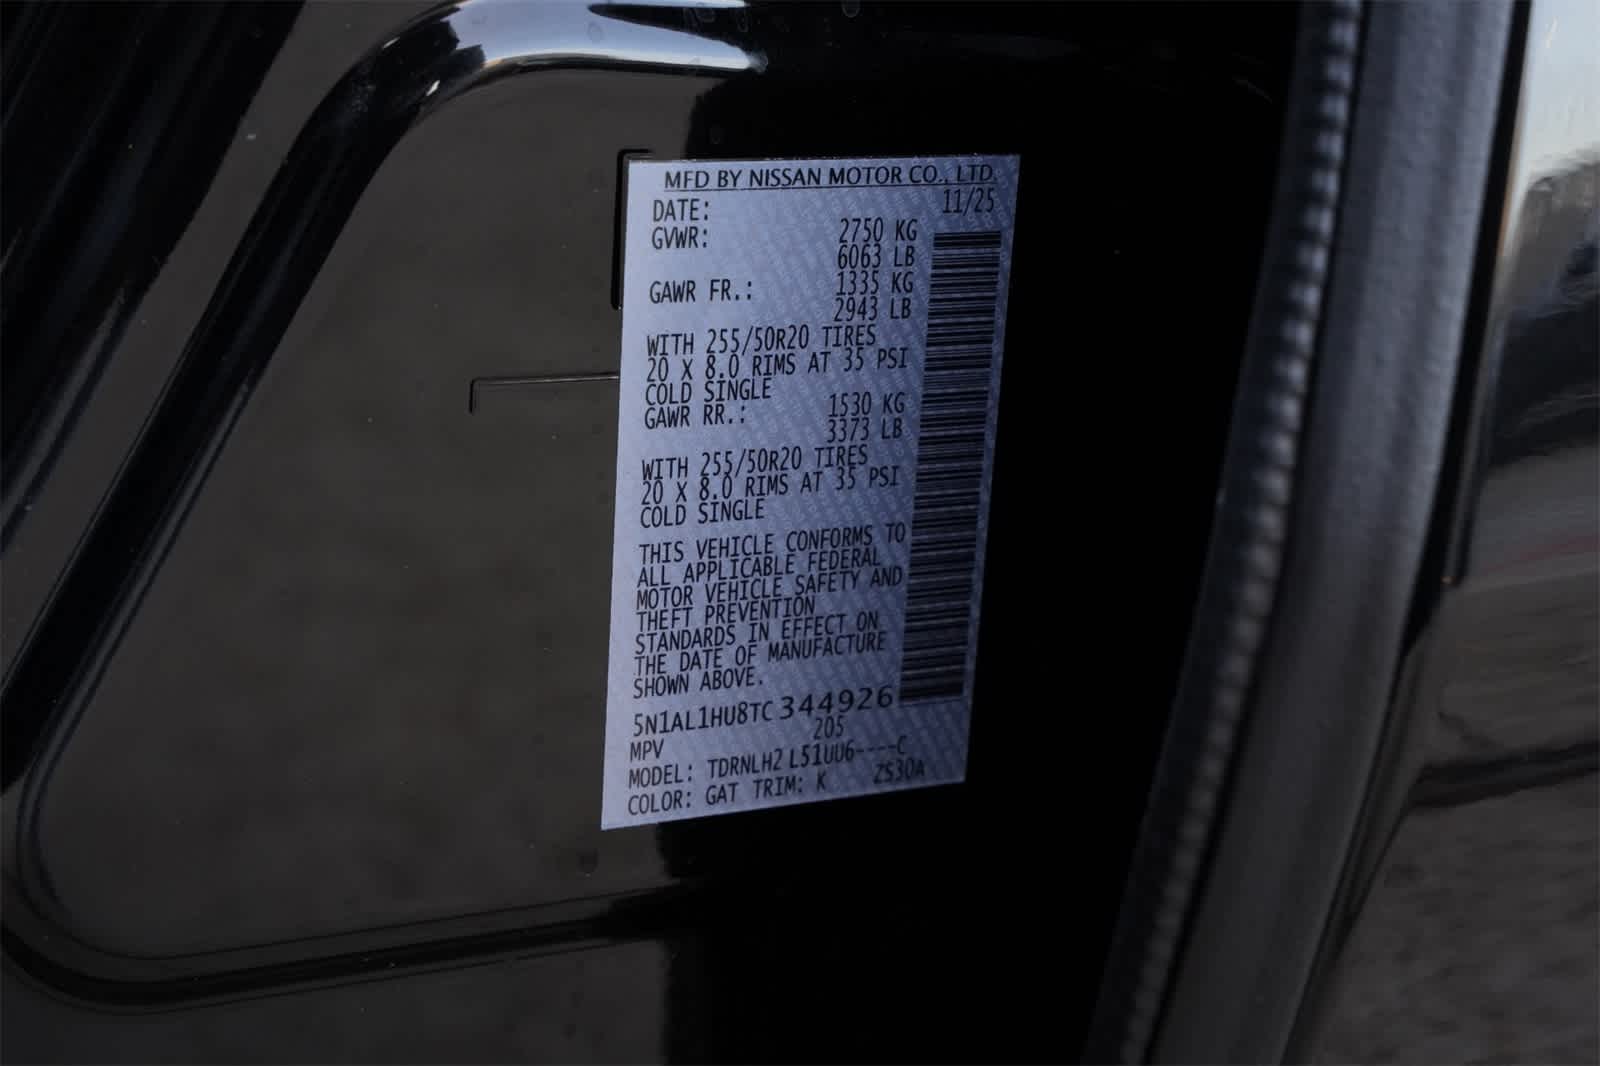 MFD BY NISSAN MOTOR CO., LTD.
DATE: 11/25
GVWR: 2750 KG
6063 LB
GAWR FR.: 1335 KG
2943 LB
WITH 255/50R20 TIRES
20 X 8.0 RIMS AT 35 PSI
COLD SINGLE
GAWR RR.: 1530 KG
3373 LB
WITH 255/50R20 TIRES
20 X 8.0 RIMS AT 35 PSI
COLD SINGLE
THIS VEHICLE CONFORMS TO
ALL APPLICABLE FEDERAL
MOTOR VEHICLE SAFETY AND
THEFT PREVENTION
STANDARDS IN EFFECT ON
THE DATE OF MANUFACTURE
SHOWN ABOVE.
5N1AL1HU8TC 344926
MPV 205
MODEL: TDRNLH2 L51UU6----C
COLOR: GAT TRIM: K ZS30A